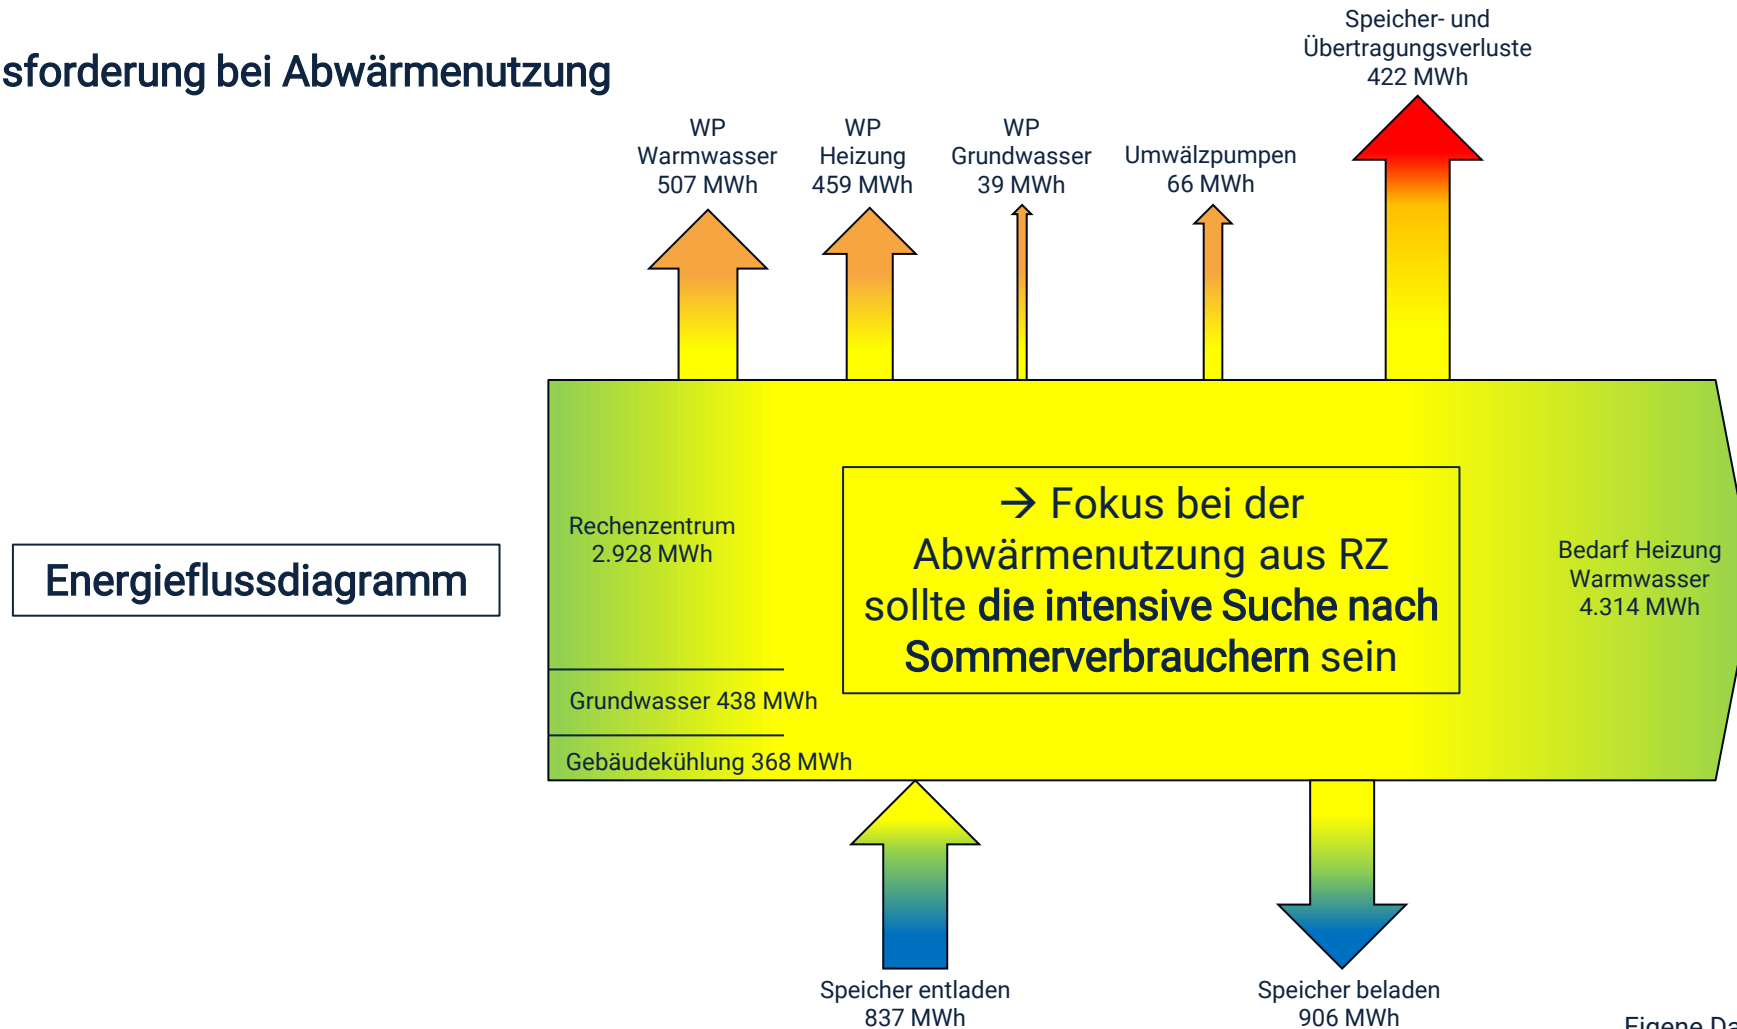 sforderung bei Abwärmenutzung
Speicher- und
Übertragungsverluste
422 MWh
WP
Warmwasser
507 MWh
WP
Heizung
459 MWh
WP
Grundwasser
39 MWh
Umwälzpumpen
66 MWh
Energieflussdiagramm
Rechenzentrum
2.928 MWh
Grundwasser 438 MWh
Gebäudekühlung 368 MWh
→ Fokus bei der
Abwärmenutzung aus RZ
sollte die intensive Suche nach
Sommerverbrauchern sein
Bedarf Heizung
Warmwasser
4.314 MWh
Speicher entladen
837 MWh
Speicher beladen
906 MWh
Eigene Da